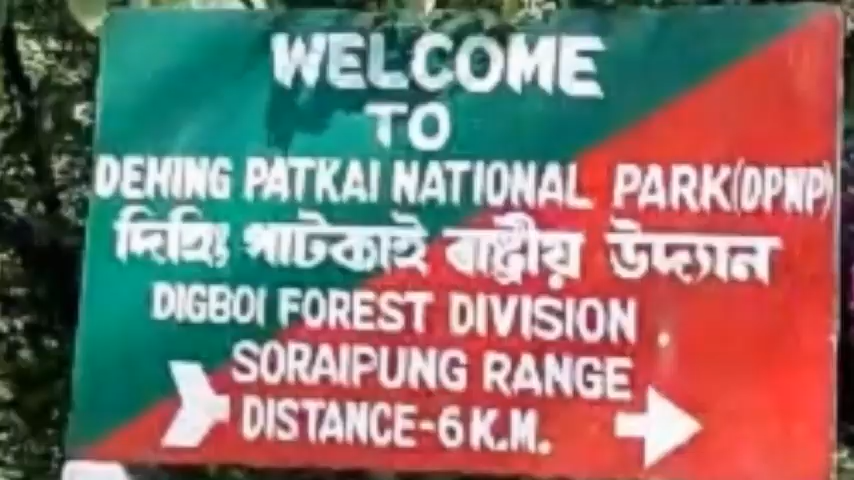 WELCOME
TO
DEHING PATKAI NATIONAL PARK(DPNP)
দিহিং পাটকাই ৰাষ্ট্ৰীয় উদ্যান
DIGBOI FOREST DIVISION
SORAIPUNG RANGE
DISTANCE-6 K.M.